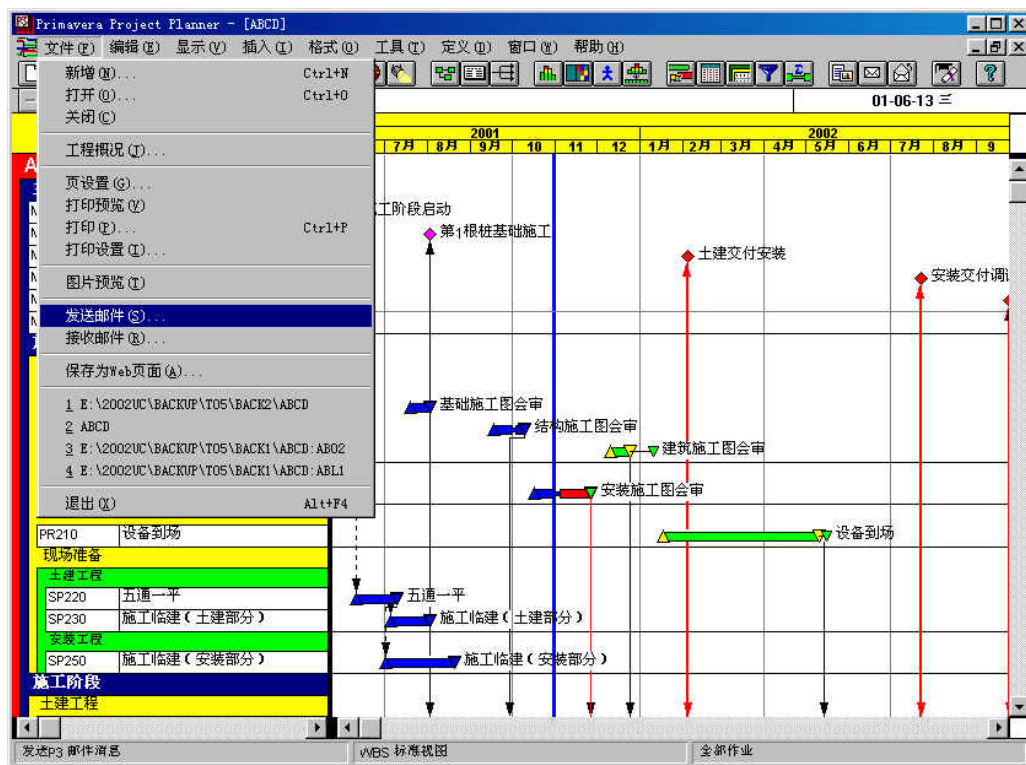 Primavera Project Planner - [ABCD]
文件(F) 编辑(E) 显示(V) 插入(I) 格式(O) 工具(T) 定义(D) 窗口(W) 帮助(H)
新增(N)... Ctrl+N
打开(O)... Ctrl+O
关闭(C)
工程概况(J)...
页设置(G)...
打印预览(V)
打印(P)... Ctrl+P
打印设置(I)...
图片预览(T)
发送邮件(S)...
接收邮件(R)...
保存为Web页面(A)...
1 E:\2002UC\BACKUP\T05\BACK2\ABCD
2 ABCD
3 E:\2002UC\BACKUP\T05\BACK1\ABCD:AB02
4 E:\2002UC\BACKUP\T05\BACK1\ABCD:ABL1
退出(X) Alt+F4
01-06-13 三
2001 2002
7月 8月 9月 10 11 12 1月 2月 3月 4月 5月 6月 7月 8月 9
工阶段启动
第1根桩基础施工
土建交付安装
安装交付调
基础施工图会审
结构施工图会审
建筑施工图会审
安装施工图会审
PR210 设备到场 设备到场
现场准备
土建工程
SP220 五通一平 五通一平
SP230 施工临建(土建部分) 施工临建(土建部分)
安装工程
SP250 施工临建(安装部分) 施工临建(安装部分)
施工阶段
土建工程
发送P3 邮件消息 WBS 标准视图 全部作业